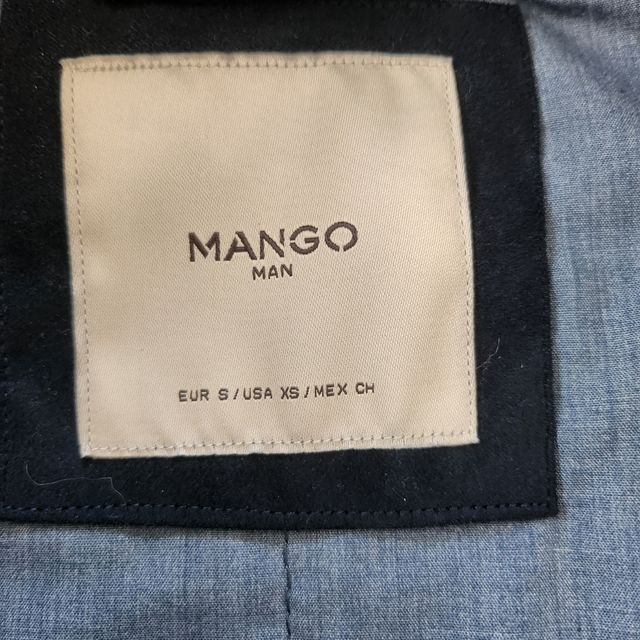 MANGO
MAN
EUR S / USA XS / MEX CH